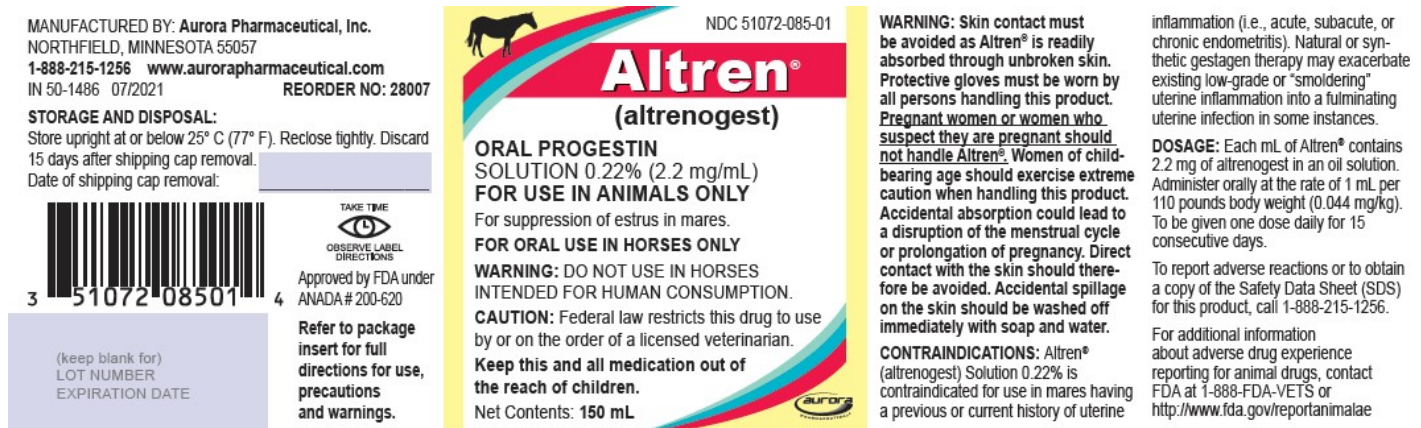 MANUFACTURED BY: Aurora Pharmaceutical, Inc.
NORTHFIELD, MINNESOTA 55057
1-888-215-1256 www.aurorapharmaceutical.com
IN 50-1486 07/2021 REORDER NO: 28007
STORAGE AND DISPOSAL:
Store upright at or below 25° C (77° F). Reclose tightly. Discard
15 days after shipping cap removal.
Date of shipping cap removal:
3 51072 08501 4
TAKE TIME
OBSERVE LABEL
DIRECTIONS
Approved by FDA under
ANADA # 200-620
Refer to package
insert for full
directions for use,
precautions
and warnings.
(keep blank for)
LOT NUMBER
EXPIRATION DATE
NDC 51072-085-01
Altren®
(altrenogest)
ORAL PROGESTIN
SOLUTION 0.22% (2.2 mg/mL)
FOR USE IN ANIMALS ONLY
For suppression of estrus in mares.
FOR ORAL USE IN HORSES ONLY
WARNING: DO NOT USE IN HORSES
INTENDED FOR HUMAN CONSUMPTION.
CAUTION: Federal law restricts this drug to use
by or on the order of a licensed veterinarian.
Keep this and all medication out of
the reach of children.
Net Contents: 150 mL
aurora
PHARMACEUTICAL
WARNING: Skin contact must
be avoided as Altren® is readily
absorbed through unbroken skin.
Protective gloves must be worn by
all persons handling this product.
Pregnant women or women who
suspect they are pregnant should
not handle Altren®. Women of child-
bearing age should exercise extreme
caution when handling this product.
Accidental absorption could lead to
a disruption of the menstrual cycle
or prolongation of pregnancy. Direct
contact with the skin should there-
fore be avoided. Accidental spillage
on the skin should be washed off
immediately with soap and water.
CONTRAINDICATIONS: Altren®
(altrenogest) Solution 0.22% is
contraindicated for use in mares having
a previous or current history of uterine
inflammation (i.e., acute, subacute, or
chronic endometritis). Natural or syn-
thetic gestagen therapy may exacerbate
existing low-grade or “smoldering”
uterine inflammation into a fulminating
uterine infection in some instances.
DOSAGE: Each mL of Altren® contains
2.2 mg of altrenogest in an oil solution.
Administer orally at the rate of 1 mL per
110 pounds body weight (0.044 mg/kg).
To be given one dose daily for 15
consecutive days.
To report adverse reactions or to obtain
a copy of the Safety Data Sheet (SDS)
for this product, call 1-888-215-1256.
For additional information
about adverse drug experience
reporting for animal drugs, contact
FDA at 1-888-FDA-VETS or
http://www.fda.gov/reportanimalae